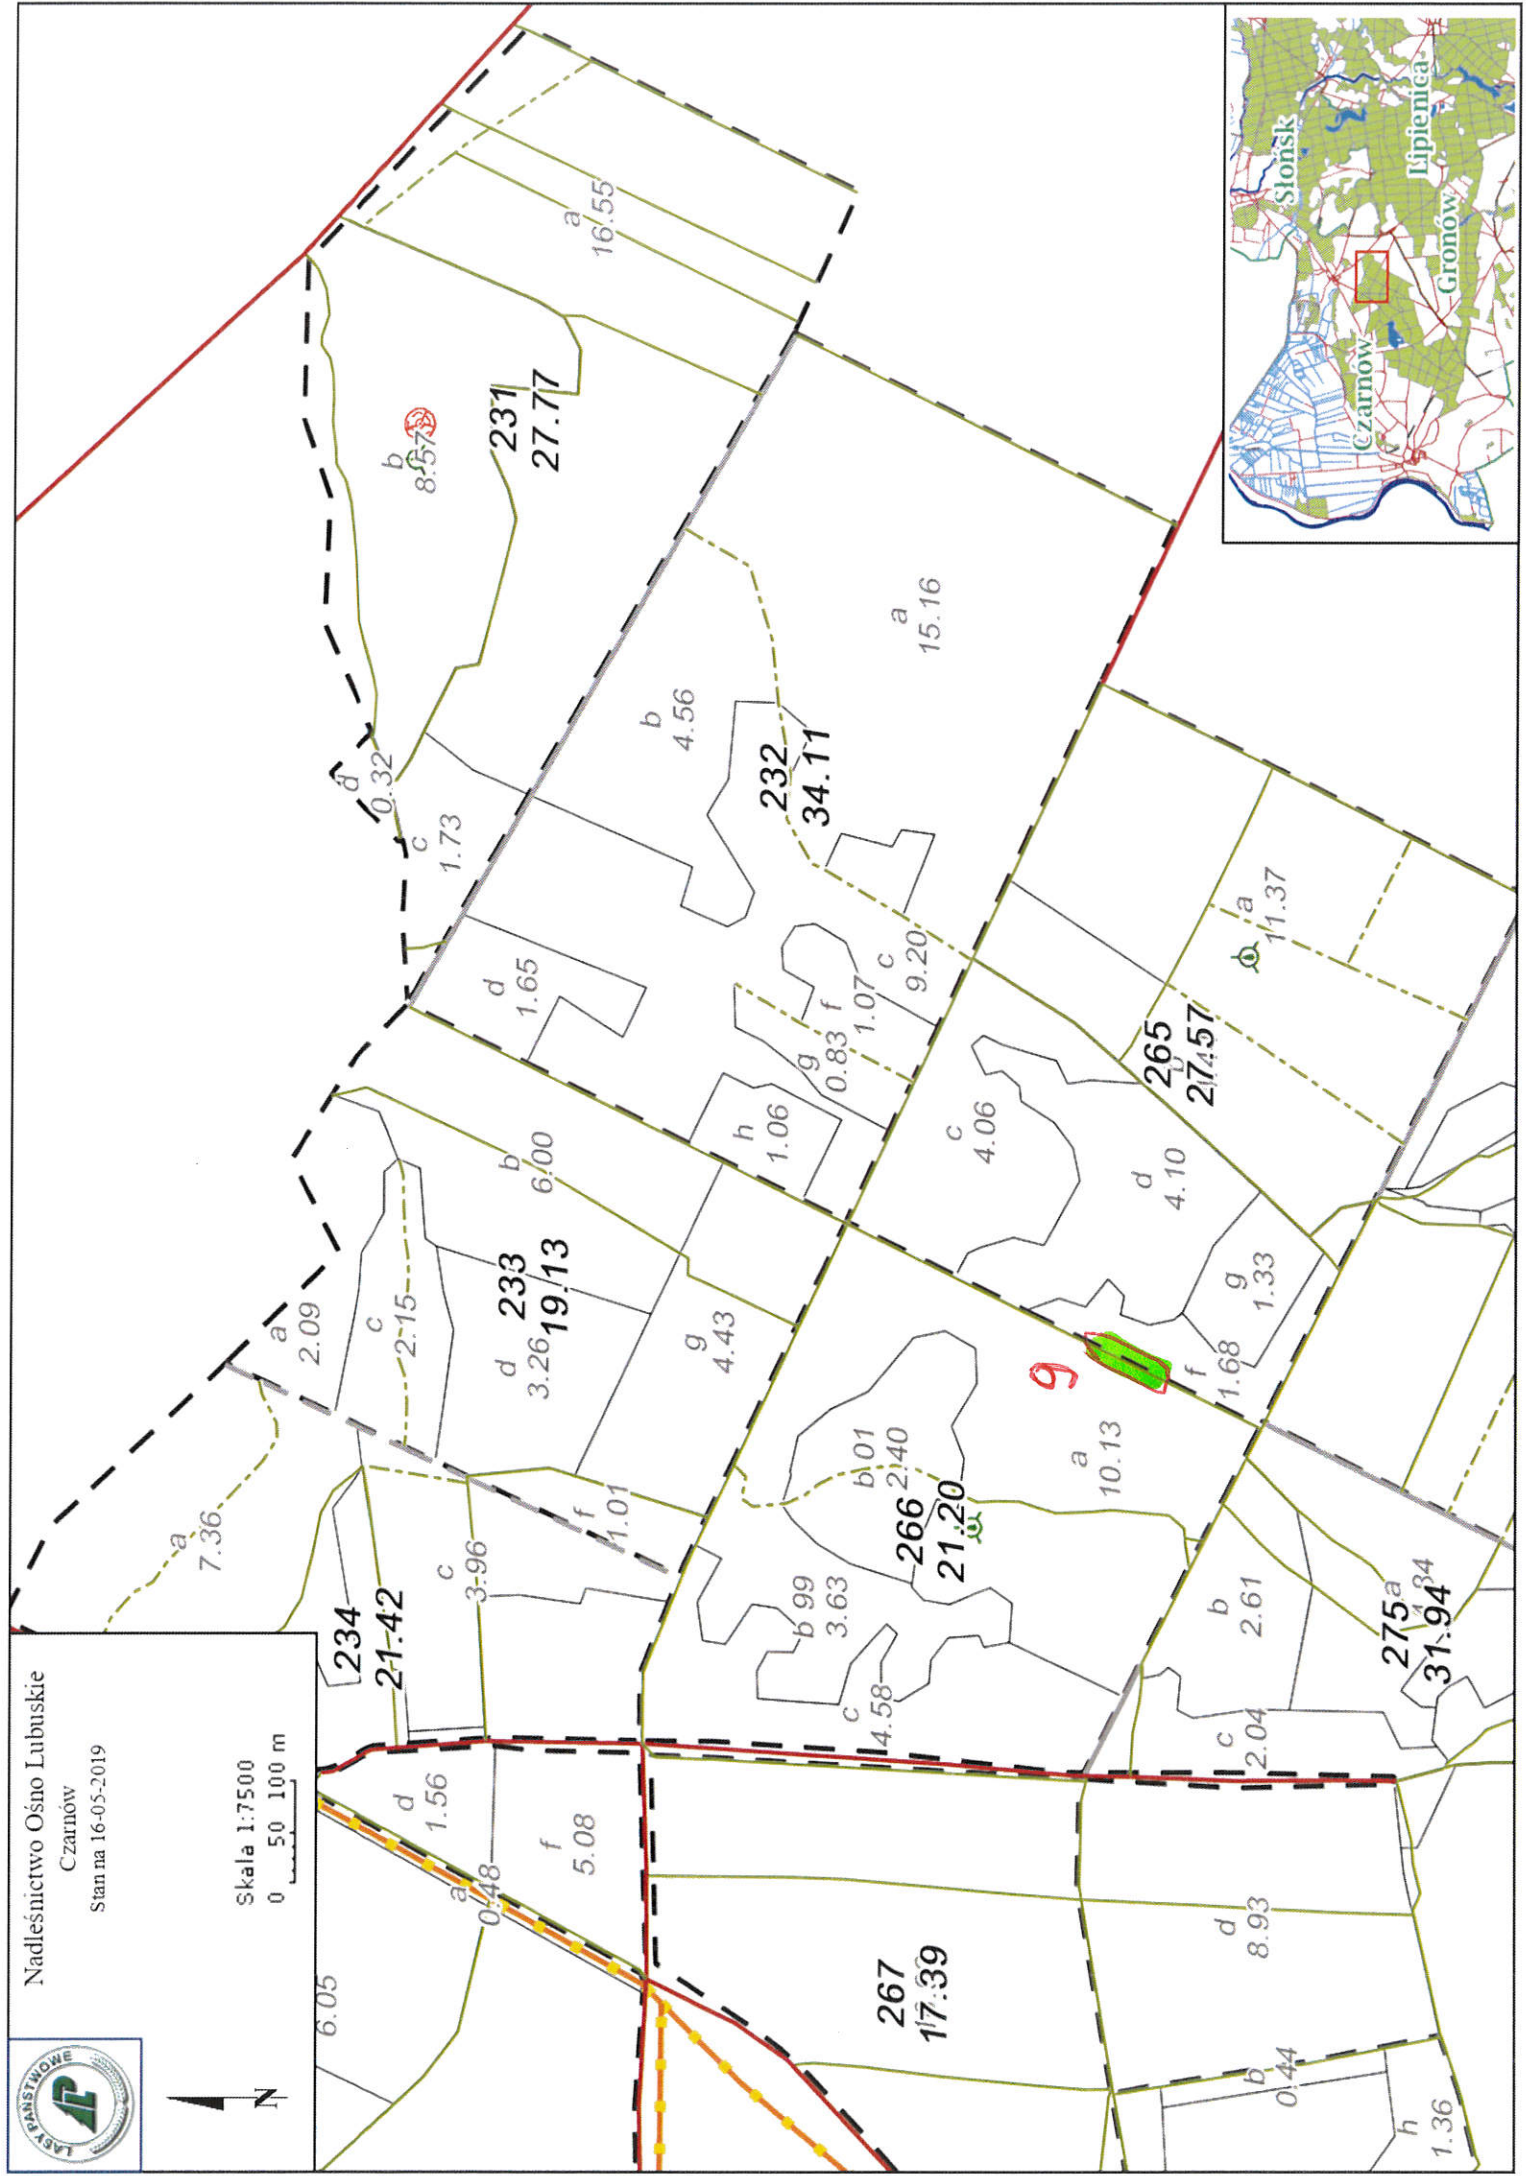 LASY PAŃSTWOWE
LP
N
Nadleśnictwo Ośno Lubuskie
Czarnów
Stan na 16-05-2019
Skala 1:7500
0 50 100 m
Słońsk
Lipienica
Gronów
Czarnów
a
16.55
b
8.57
231
27.77
d
0.32
c
1.73
b
4.56
a
15.16
232
34.11
d
1.65
c
9.20
f
1.07
g
0.83
h
1.06
b
6.00
233
19.13
a
2.09
c
2.15
d
3.26
g
4.43
f
1.01
a
7.36
234
21.42
c
3.96
d
1.56
a
0.48
f
5.08
6.05
a
11.37
265
27.57
c
4.06
d
4.10
g
1.33
f
1.68
9
b 01
2.40
a
10.13
266
21.20
b 99
3.63
c
4.58
b
2.61
275
31.94
a
c
2.04
267
17.39
d
8.93
b
0.44
h
1.36